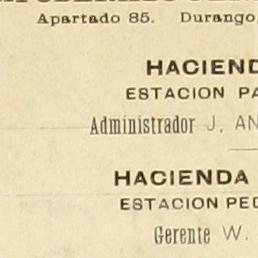 Apartado 85. Durango,
HACIEND
ESTACION PA
Administrador J. AN
HACIENDA
ESTACION PED
Gerente W.